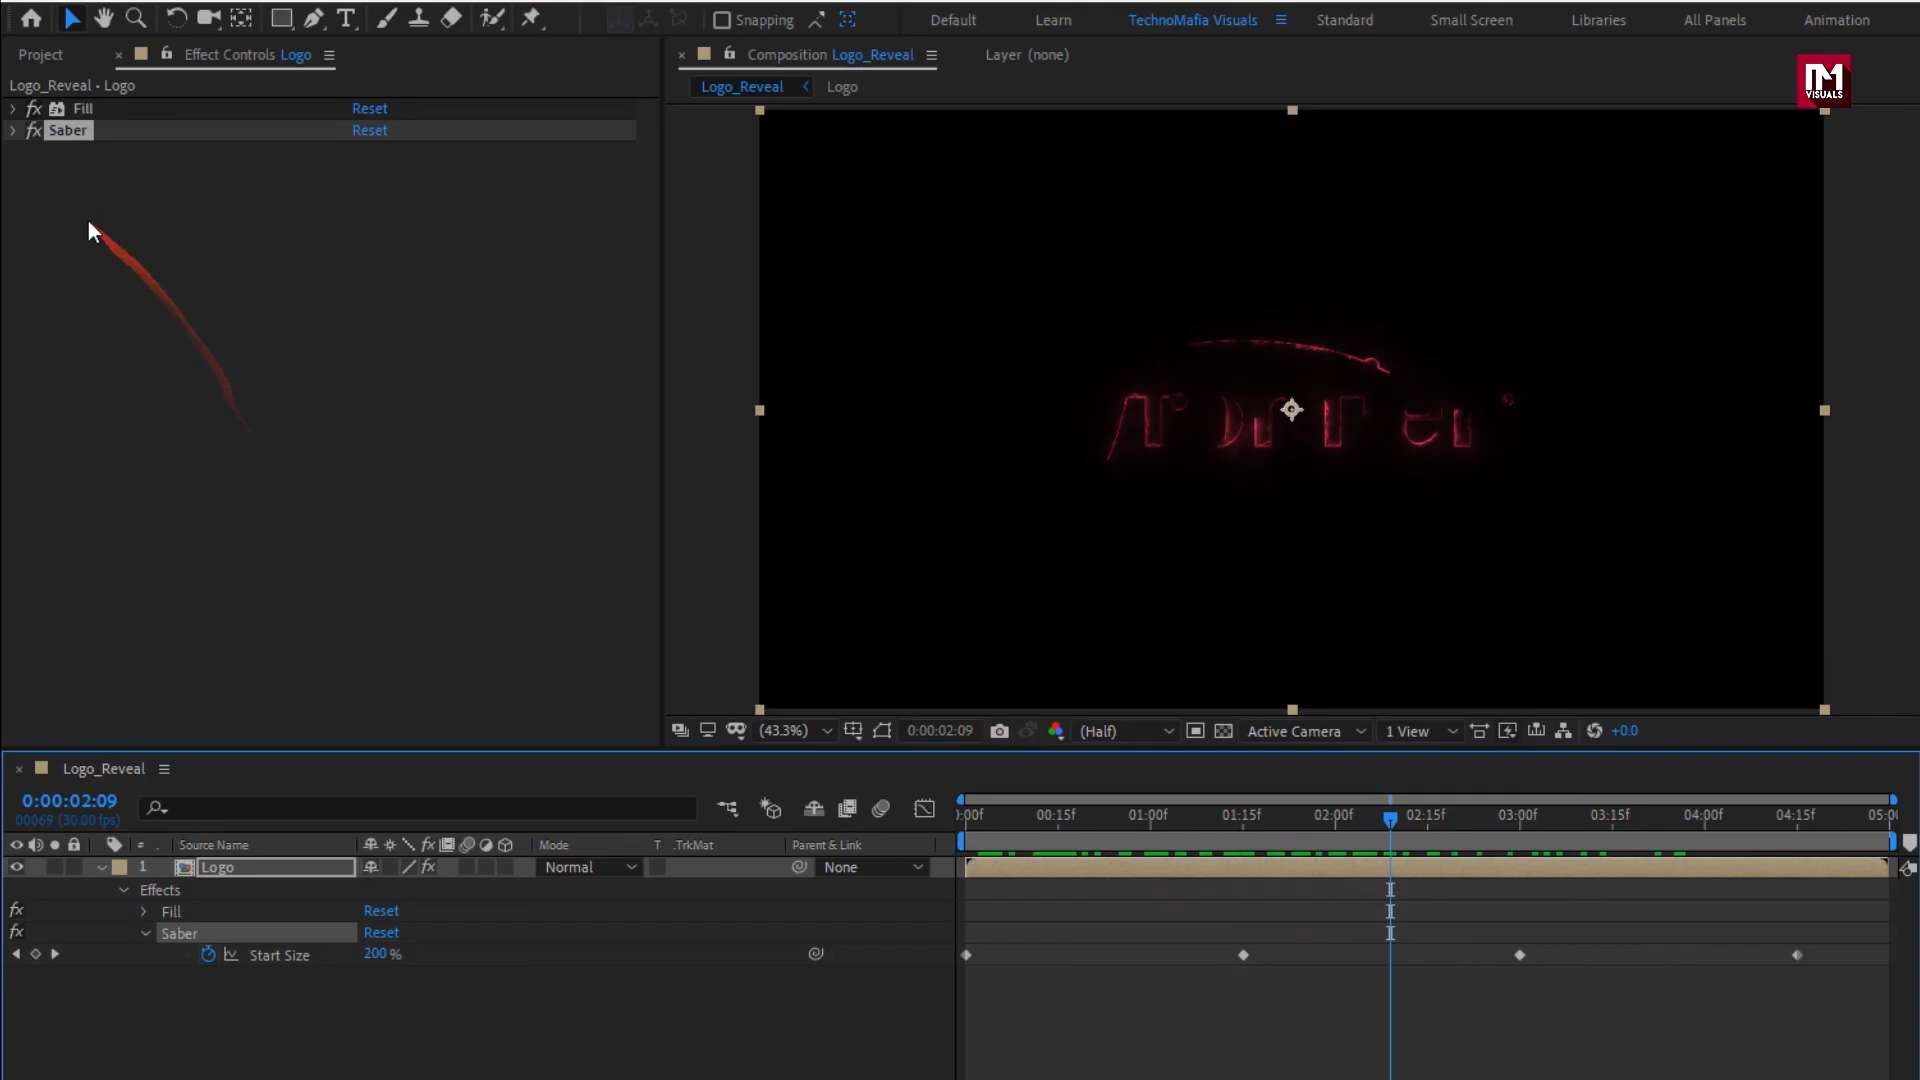 Snapping
Default
Learn
TechnoMafia Visuals
Standard
Small Screen
Libraries
All Panels
Animation
Project
Effect Controls Logo
Composition Logo_Reveal
Layer (none)
VISUALS
Logo_Reveal • Logo
Logo_Reveal
Logo
fx Fill Reset
fx Saber Reset
(43.3%)
0:00:02:09
(Half)
Active Camera
1 View
+0.0
Logo_Reveal
0:00:02:09
00069 (30.00 fps)
):00f 00:15f 01:00f 01:15f 02:00f 02:15f 03:00f 03:15f 04:00f 04:15f 05:00
# . Source Name fx Mode T .TrkMat Parent & Link
1 Logo fx Normal None
Effects
fx Fill Reset
fx Saber Reset
Start Size 200 %